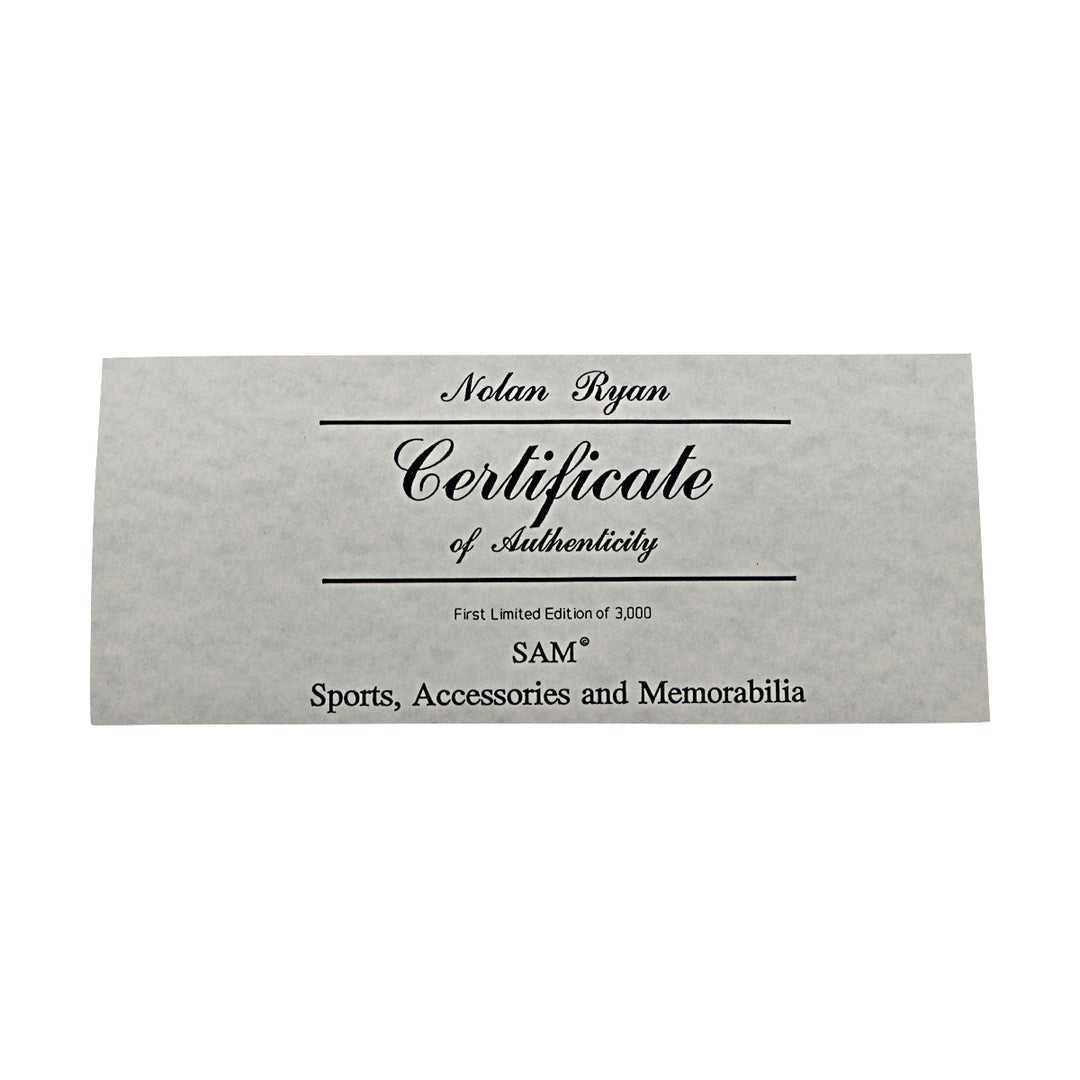 Nolan Ryan
Certificate
of Authenticity
First Limited Edition of 3,000
SAM©
Sports, Accessories and Memorabilia